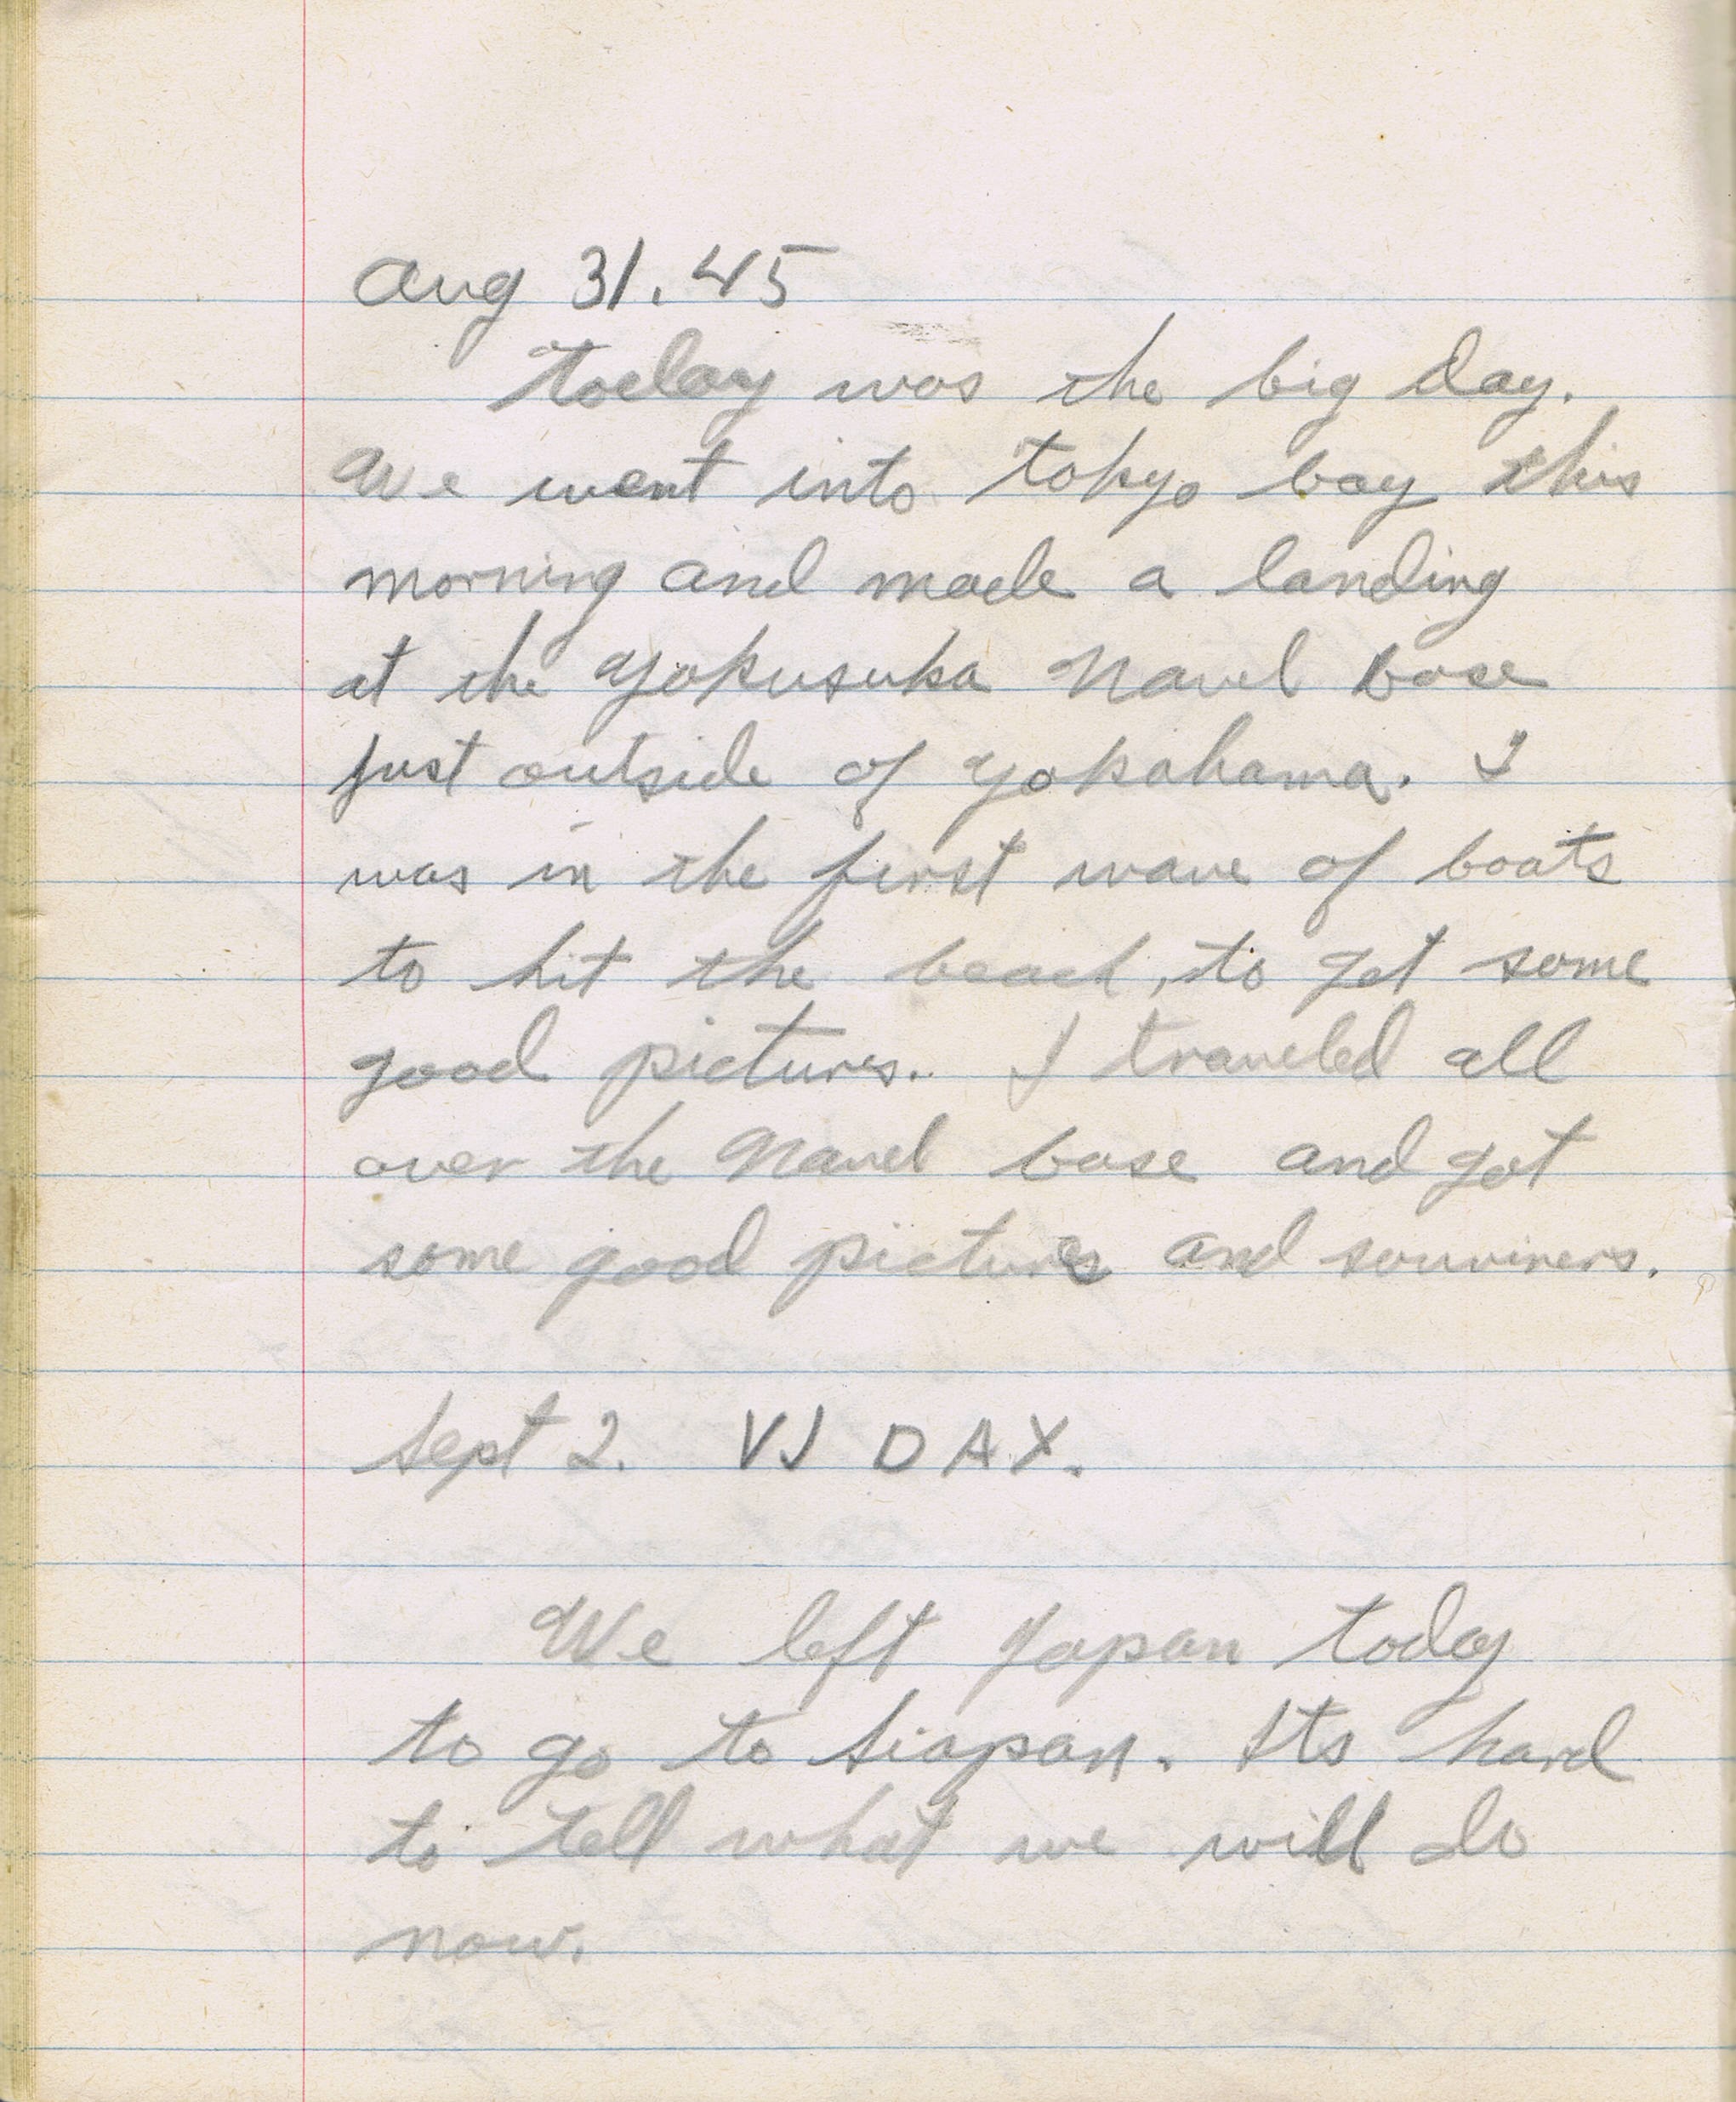 Aug 31. 45
Today was the big day.
We went into tokyo bay this
morning and made a landing
at the Yokusuka Navel Base
just outside of Yokahama. I
was in the first wave of boats
to hit the beach, to get some
good pictures. I traveled all
over the Navel base and got
some good pictures and souvirers.
Sept 2. VJ DAY.
We left Japan today
to go to Siapan. Its hard
to tell what we will do
now.